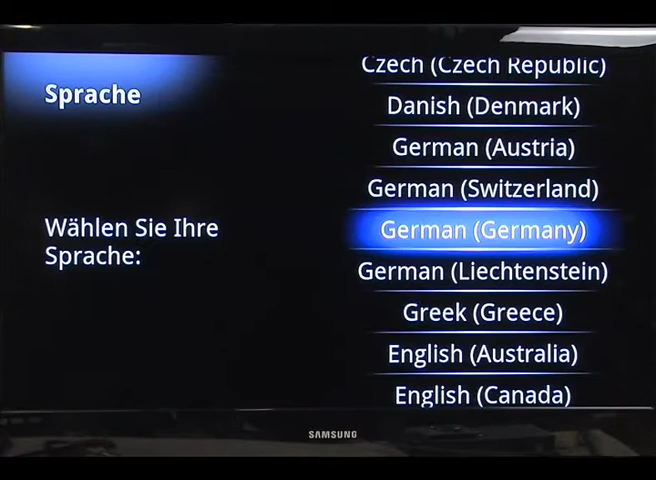 Sprache
Wählen Sie Ihre
Sprache:
Czech (Czech Republic)
Danish (Denmark)
German (Austria)
German (Switzerland)
German (Germany)
German (Liechtenstein)
Greek (Greece)
English (Australia)
English (Canada)
SAMSUNG